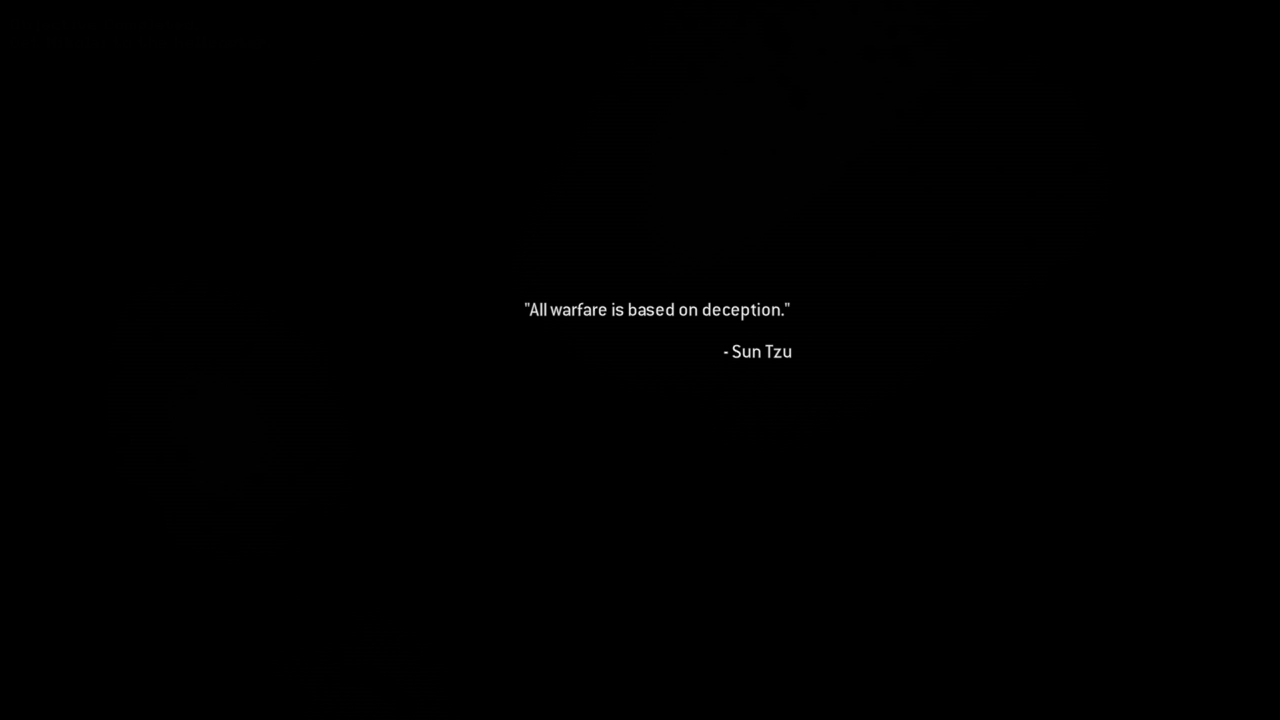 "All warfare is based on deception."
- Sun Tzu